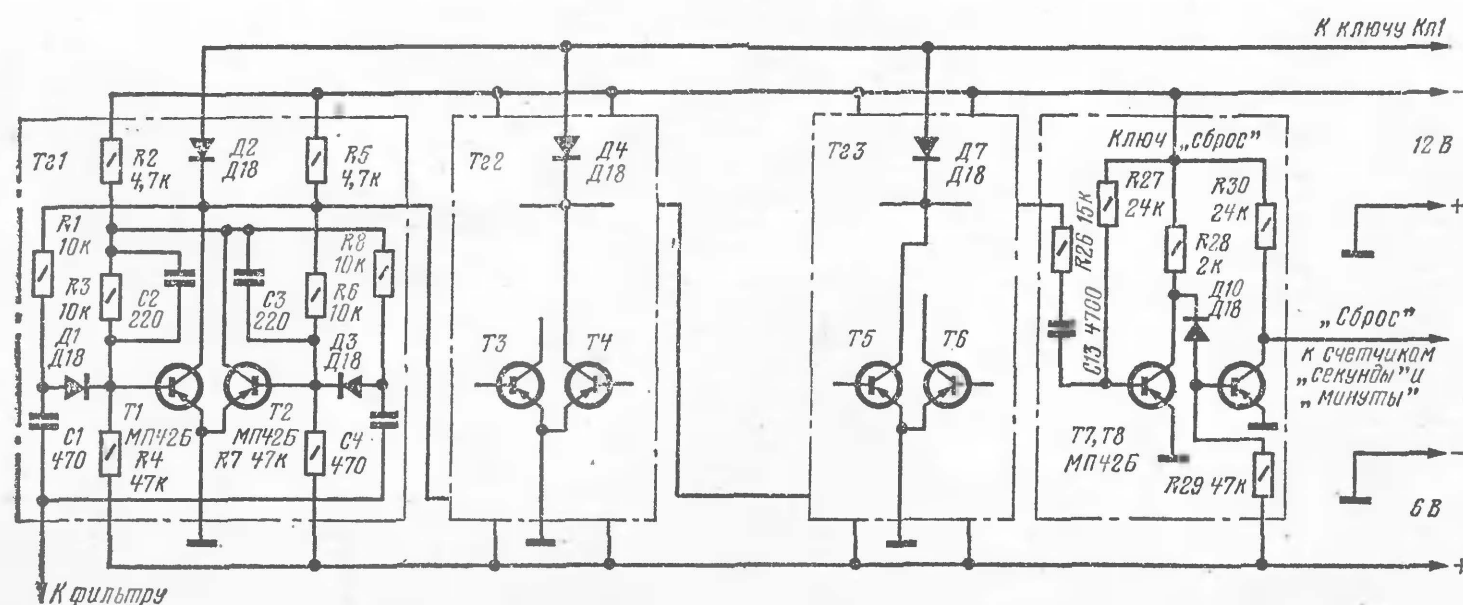 К ключу Кл1
Тг1
R2
4,7к
Д2
Д18
R5
4,7к
R1
10к
R3
10к
C2
220
C3
220
R6
10к
R8
10к
Д1
Д18
Д3
Д18
C1
470
T1
МП42Б
R4
47к
T2
МП42Б
R7 47к
C4
470
К фильтру
Тг2
Д4
Д18
T3
T4
Тг3
Д7
Д18
T5
T6
Ключ „сброс"
R26 15к
C13 4700
R27
24к
R28
2к
R30
24к
Д10
Д18
T7, T8
МП42Б
R29 47к
−
12 В
+
„Сброс"
К счетчикам
„секунды" и
„минуты"
−
6 В
+